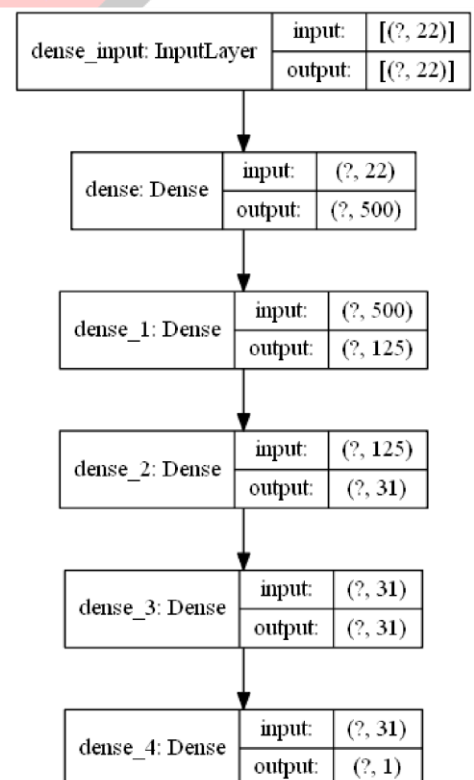 dense_input: InputLayer
input: [(?, 22)]
output: [(?, 22)]
dense: Dense
input: (?, 22)
output: (?, 500)
dense_1: Dense
input: (?, 500)
output: (?, 125)
dense_2: Dense
input: (?, 125)
output: (?, 31)
dense_3: Dense
input: (?, 31)
output: (?, 31)
dense_4: Dense
input: (?, 31)
output: (?, 1)